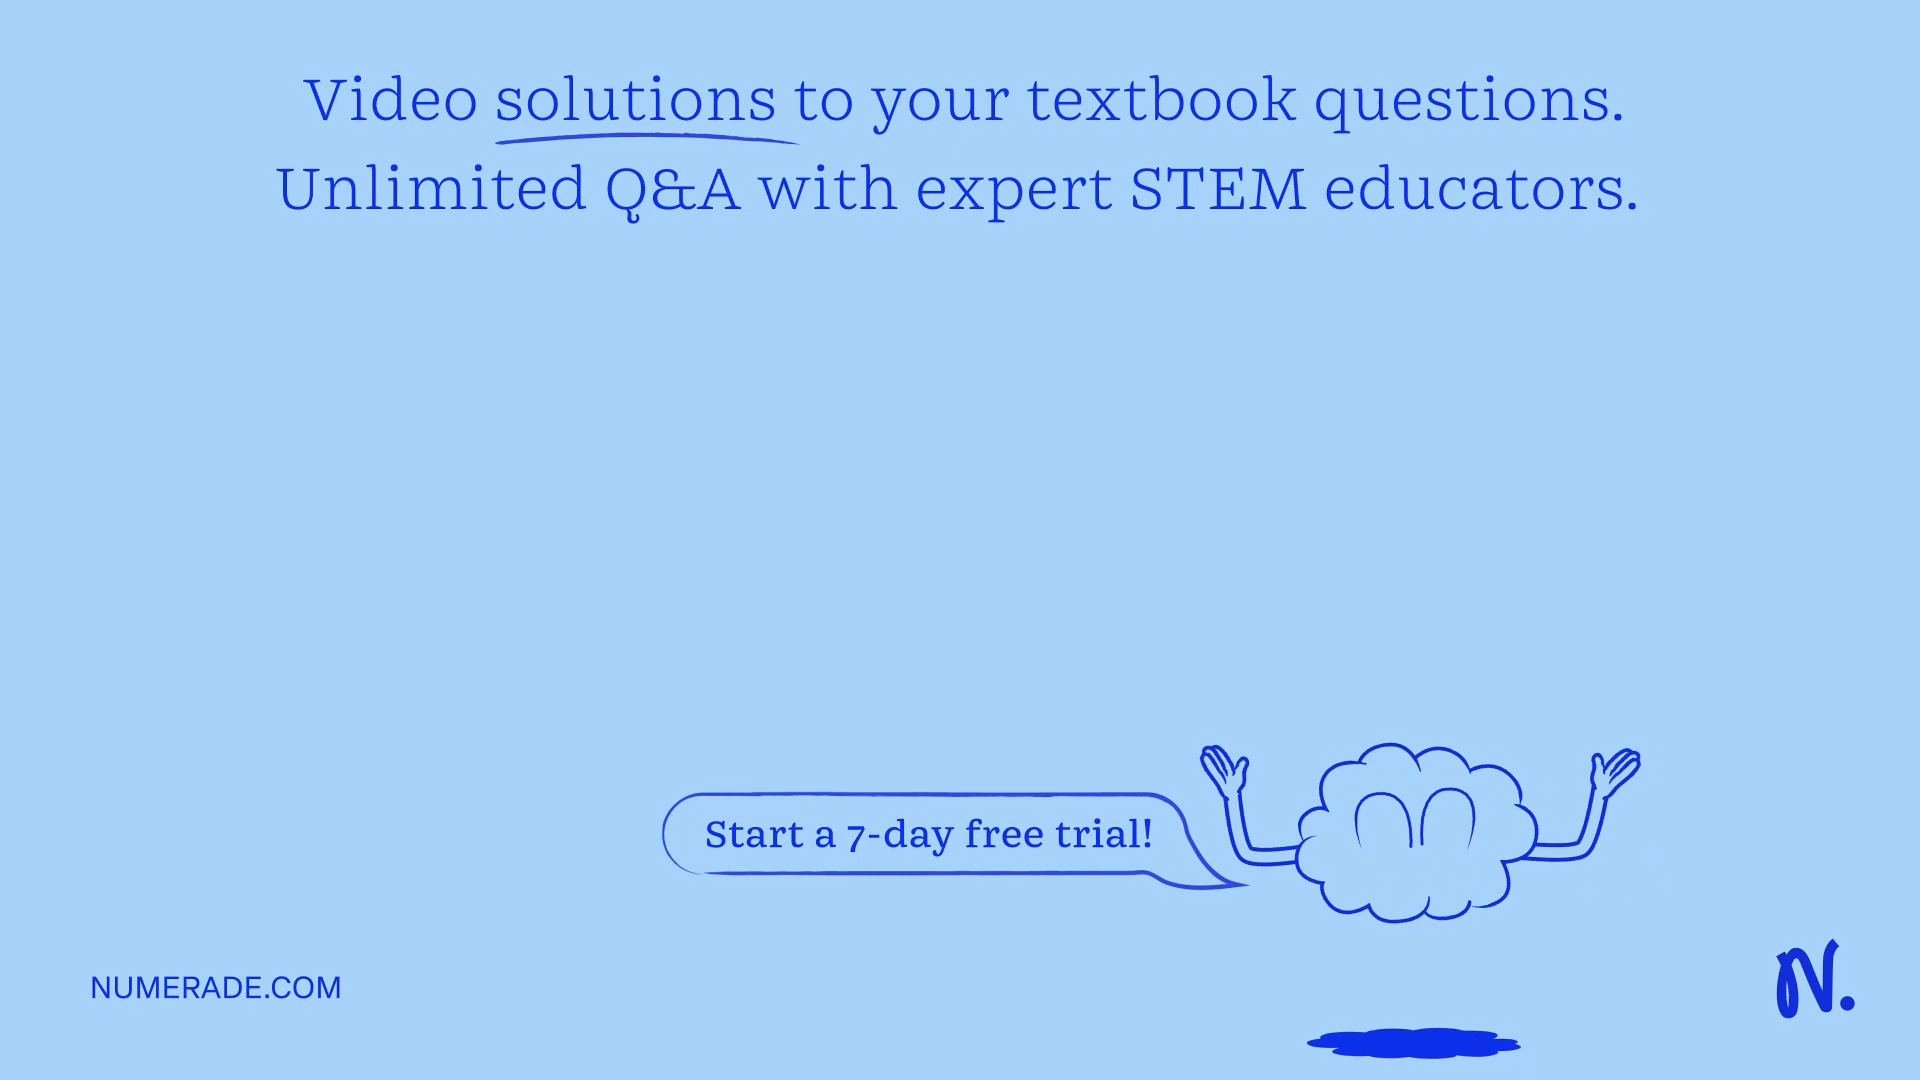 Video solutions to your textbook questions.
Unlimited Q&A with expert STEM educators.
Start a 7-day free trial!
NUMERADE.COM
N.